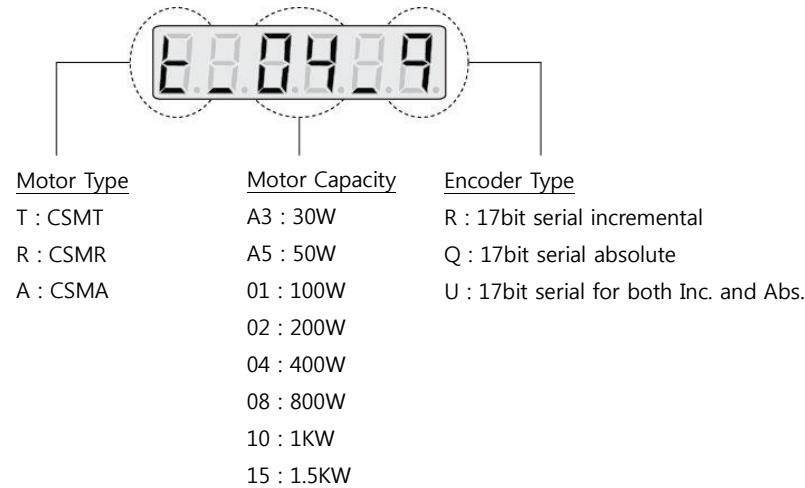 t_04_q
Motor Type
T : CSMT
R : CSMR
A : CSMA
Motor Capacity
A3 : 30W
A5 : 50W
01 : 100W
02 : 200W
04 : 400W
08 : 800W
10 : 1KW
15 : 1.5KW
Encoder Type
R : 17bit serial incremental
Q : 17bit serial absolute
U : 17bit serial for both Inc. and Abs.